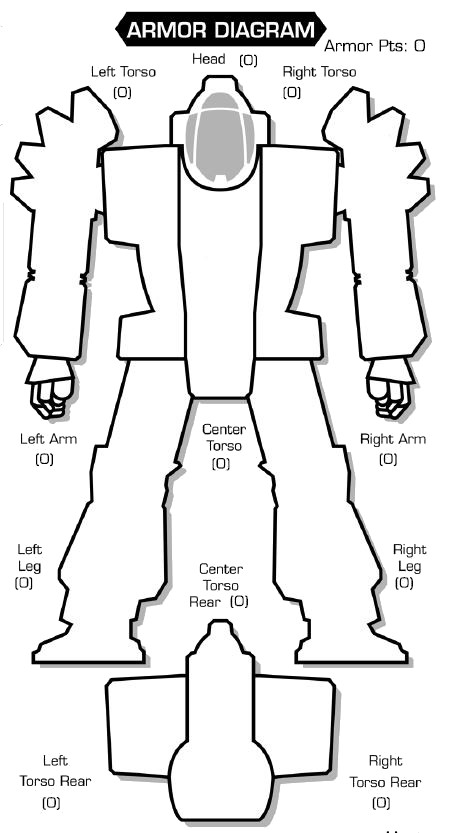 ARMOR DIAGRAM
Armor Pts: 0
Head (0)
Left Torso
(0)
Right Torso
(0)
Left Arm
(0)
Center
Torso
(0)
Right Arm
(0)
Left
Leg
(0)
Center
Torso
Rear (0)
Right
Leg
(0)
Left
Torso Rear
(0)
Right
Torso Rear
(0)